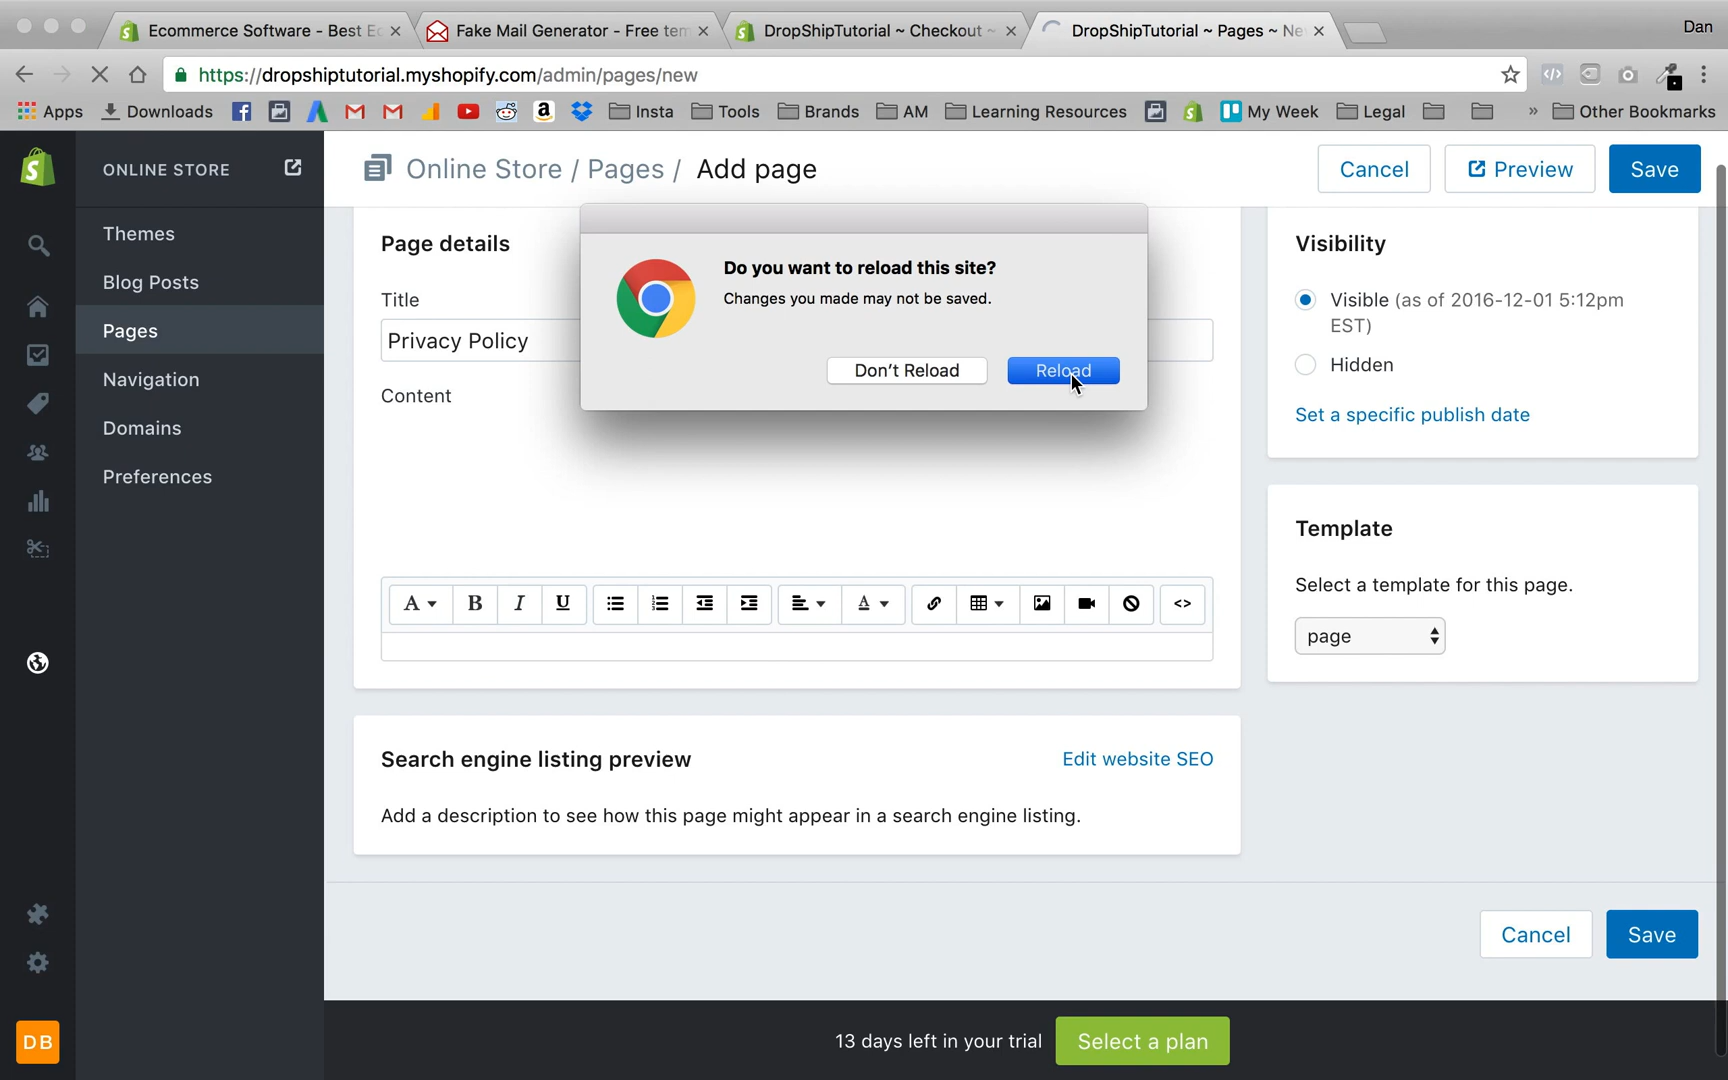 Ecommerce Software - Best Ec
Fake Mail Generator - Free tem
DropShipTutorial ~ Checkout ~
DropShipTutorial ~ Pages ~ Ne
Dan
https://dropshiptutorial.myshopify.com/admin/pages/new
Apps
Downloads
Insta
Tools
Brands
AM
Learning Resources
My Week
Legal
»
Other Bookmarks
ONLINE STORE
Themes
Blog Posts
Pages
Navigation
Domains
Preferences
DB
Online Store / Pages / Add page
Cancel
Preview
Save
Do you want to reload this site?
Changes you made may not be saved.
Don't Reload
Reload
Page details
Title
Privacy Policy
Content
A
B
I
U
A
<>
Search engine listing preview
Edit website SEO
Add a description to see how this page might appear in a search engine listing.
Visibility
Visible (as of 2016-12-01 5:12pm
EST)
Hidden
Set a specific publish date
Template
Select a template for this page.
page
Cancel
Save
13 days left in your trial
Select a plan